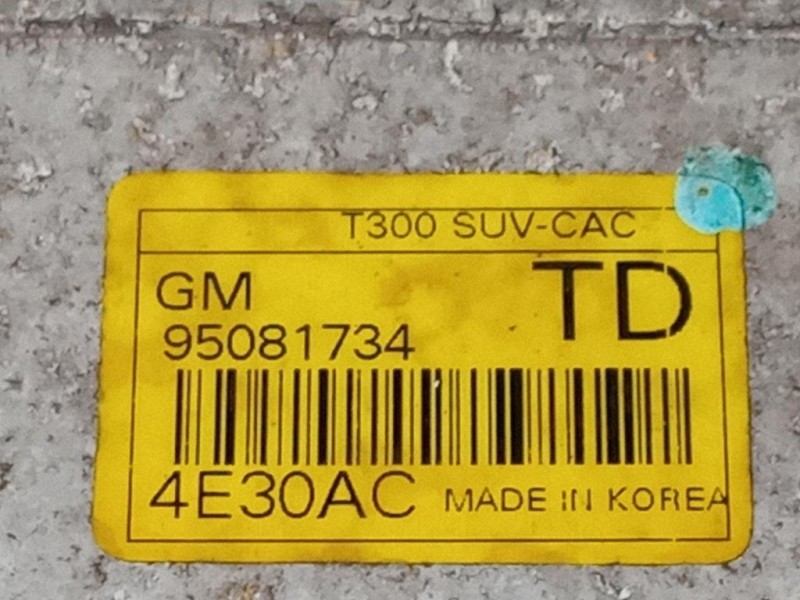 T300 SUV-CAC
GM TD
95081734
4E30AC MADE IN KOREA